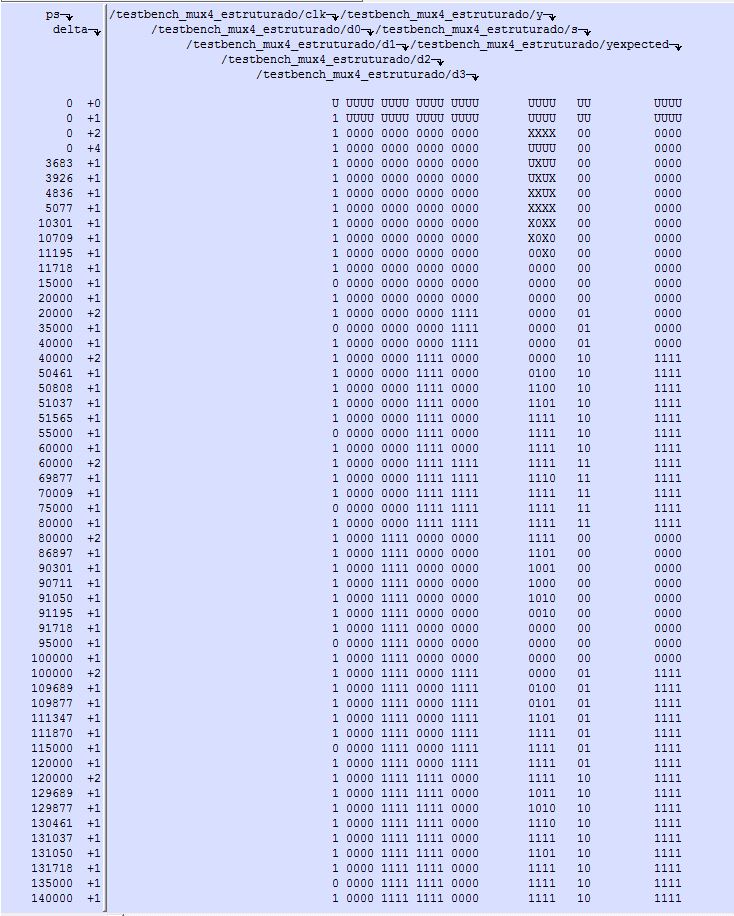 ps /testbench_mux4_estruturado/clk /testbench_mux4_estruturado/y
delta /testbench_mux4_estruturado/d0 /testbench_mux4_estruturado/s
/testbench_mux4_estruturado/d1 /testbench_mux4_estruturado/yexpected
/testbench_mux4_estruturado/d2
/testbench_mux4_estruturado/d3
0 +0 U UUUU UUUU UUUU UUUU UUUU UU UUUU
0 +1 1 UUUU UUUU UUUU UUUU UUUU UU UUUU
0 +2 1 0000 0000 0000 0000 XXXX 00 0000
0 +4 1 0000 0000 0000 0000 UUUU 00 0000
3683 +1 1 0000 0000 0000 0000 UXUU 00 0000
3926 +1 1 0000 0000 0000 0000 UXUX 00 0000
4836 +1 1 0000 0000 0000 0000 XXUX 00 0000
5077 +1 1 0000 0000 0000 0000 XXXX 00 0000
10301 +1 1 0000 0000 0000 0000 X0XX 00 0000
10709 +1 1 0000 0000 0000 0000 X0X0 00 0000
11195 +1 1 0000 0000 0000 0000 00X0 00 0000
11718 +1 1 0000 0000 0000 0000 0000 00 0000
15000 +1 0 0000 0000 0000 0000 0000 00 0000
20000 +1 1 0000 0000 0000 0000 0000 00 0000
20000 +2 1 0000 0000 0000 1111 0000 01 0000
35000 +1 0 0000 0000 0000 1111 0000 01 0000
40000 +1 1 0000 0000 0000 1111 0000 01 0000
40000 +2 1 0000 0000 1111 0000 0000 10 1111
50461 +1 1 0000 0000 1111 0000 0100 10 1111
50808 +1 1 0000 0000 1111 0000 1100 10 1111
51037 +1 1 0000 0000 1111 0000 1101 10 1111
51565 +1 1 0000 0000 1111 0000 1111 10 1111
55000 +1 0 0000 0000 1111 0000 1111 10 1111
60000 +1 1 0000 0000 1111 0000 1111 10 1111
60000 +2 1 0000 0000 1111 1111 1111 11 1111
69877 +1 1 0000 0000 1111 1111 1110 11 1111
70009 +1 1 0000 0000 1111 1111 1111 11 1111
75000 +1 0 0000 0000 1111 1111 1111 11 1111
80000 +1 1 0000 0000 1111 1111 1111 11 1111
80000 +2 1 0000 1111 0000 0000 1111 00 0000
86897 +1 1 0000 1111 0000 0000 1101 00 0000
90301 +1 1 0000 1111 0000 0000 1001 00 0000
90711 +1 1 0000 1111 0000 0000 1000 00 0000
91050 +1 1 0000 1111 0000 0000 1010 00 0000
91195 +1 1 0000 1111 0000 0000 0010 00 0000
91718 +1 1 0000 1111 0000 0000 0000 00 0000
95000 +1 0 0000 1111 0000 0000 0000 00 0000
100000 +1 1 0000 1111 0000 0000 0000 00 0000
100000 +2 1 0000 1111 0000 1111 0000 01 1111
109689 +1 1 0000 1111 0000 1111 0100 01 1111
109877 +1 1 0000 1111 0000 1111 0101 01 1111
111347 +1 1 0000 1111 0000 1111 1101 01 1111
111870 +1 1 0000 1111 0000 1111 1111 01 1111
115000 +1 0 0000 1111 0000 1111 1111 01 1111
120000 +1 1 0000 1111 0000 1111 1111 01 1111
120000 +2 1 0000 1111 1111 0000 1111 10 1111
129689 +1 1 0000 1111 1111 0000 1011 10 1111
129877 +1 1 0000 1111 1111 0000 1010 10 1111
130461 +1 1 0000 1111 1111 0000 1110 10 1111
131037 +1 1 0000 1111 1111 0000 1111 10 1111
131050 +1 1 0000 1111 1111 0000 1101 10 1111
131718 +1 1 0000 1111 1111 0000 1111 10 1111
135000 +1 0 0000 1111 1111 0000 1111 10 1111
140000 +1 1 0000 1111 1111 0000 1111 10 1111